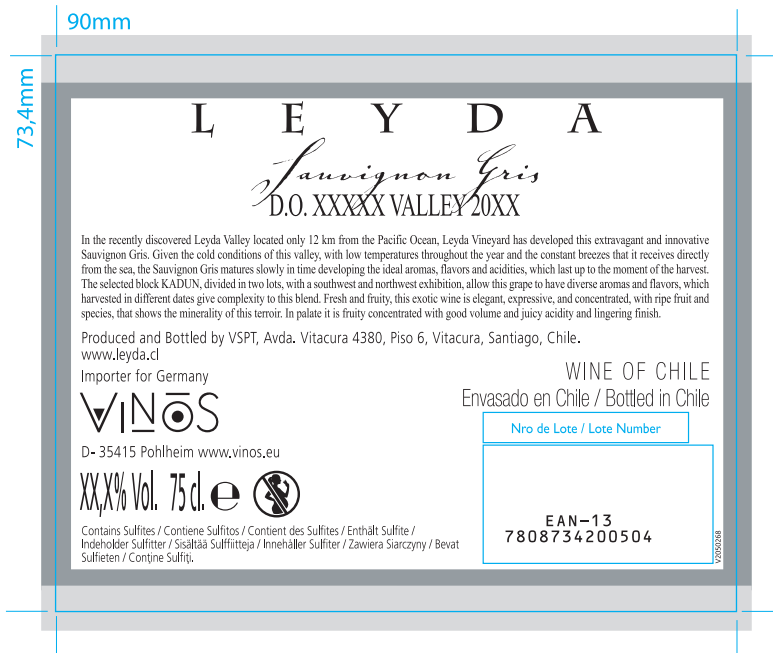 90mm
73,4mm
LEYDA
Sauvignon Gris
D.O. XXXXX VALLEY 20XX
In the recently discovered Leyda Valley located only 12 km from the Pacific Ocean, Leyda Vineyard has developed this extravagant and innovative
Sauvignon Gris. Given the cold conditions of this valley, with low temperatures throughout the year and the constant breezes that it receives directly
from the sea, the Sauvignon Gris matures slowly in time developing the ideal aromas, flavors and acidities, which last up to the moment of the harvest.
The selected block KADUN, divided in two lots, with a southwest and northwest exhibition, allow this grape to have diverse aromas and flavors, which
harvested in different dates give complexity to this blend. Fresh and fruity, this exotic wine is elegant, expressive, and concentrated, with ripe fruit and
species, that shows the minerality of this terroir. In palate it is fruity concentrated with good volume and juicy acidity and lingering finish.
Produced and Bottled by VSPT, Avda. Vitacura 4380, Piso 6, Vitacura, Santiago, Chile.
www.leyda.cl
Importer for Germany
VINŌS
D- 35415 Pohlheim www.vinos.eu
XX,X% Vol. 75 cl. ℮
Contains Sulfites / Contiene Sulfitos / Contient des Sulfites / Enthält Sulfite /
Indeholder Sulfitter / Sisältää Sulffiitteja / Innehåller Sulfiter / Zawiera Siarczyny / Bevat
Sulfieten / Conţine Sulfiţi.
WINE OF CHILE
Envasado en Chile / Bottled in Chile
Nro de Lote / Lote Number
EAN-13
7808734200504
V2050268